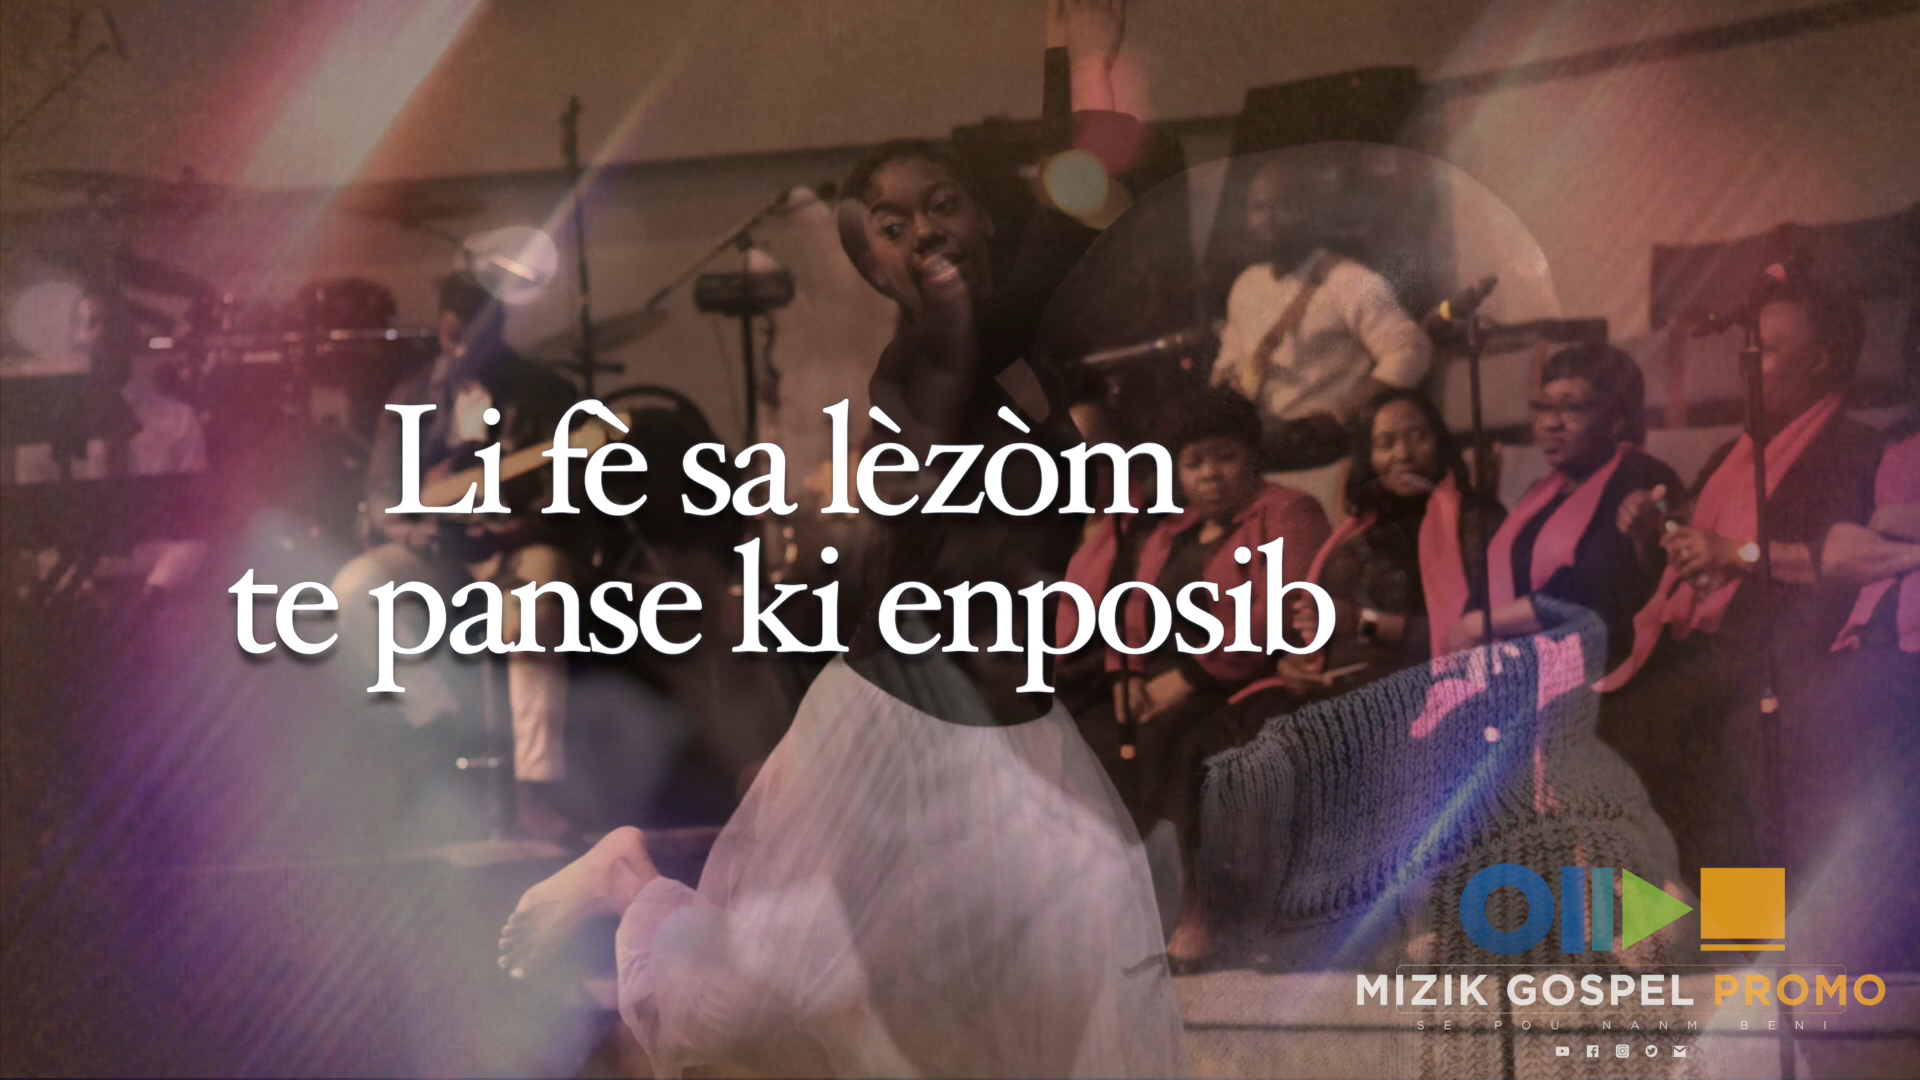 Li fè sa lèzòm
te panse ki enposib
MIZIK GOSPEL PROMO
SE POU NANM BENI